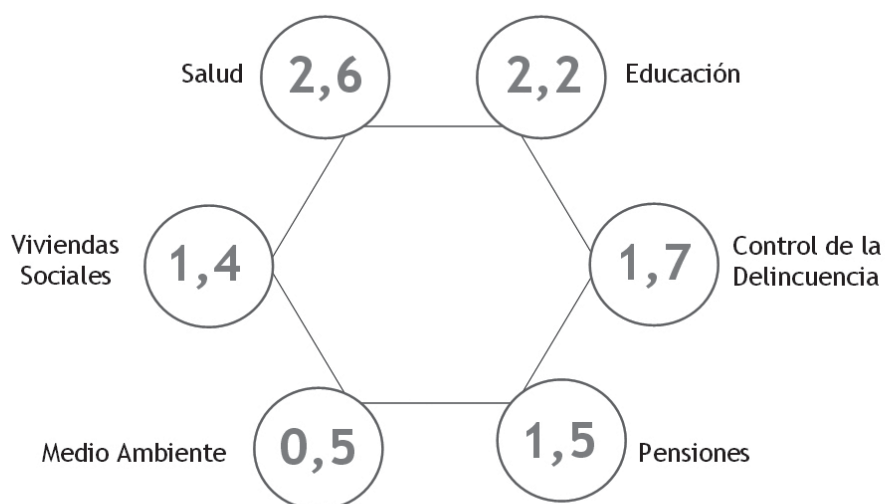 Salud
2,6
2,2
Educación
Viviendas
Sociales
1,4
1,7
Control de la
Delincuencia
Medio Ambiente
0,5
1,5
Pensiones